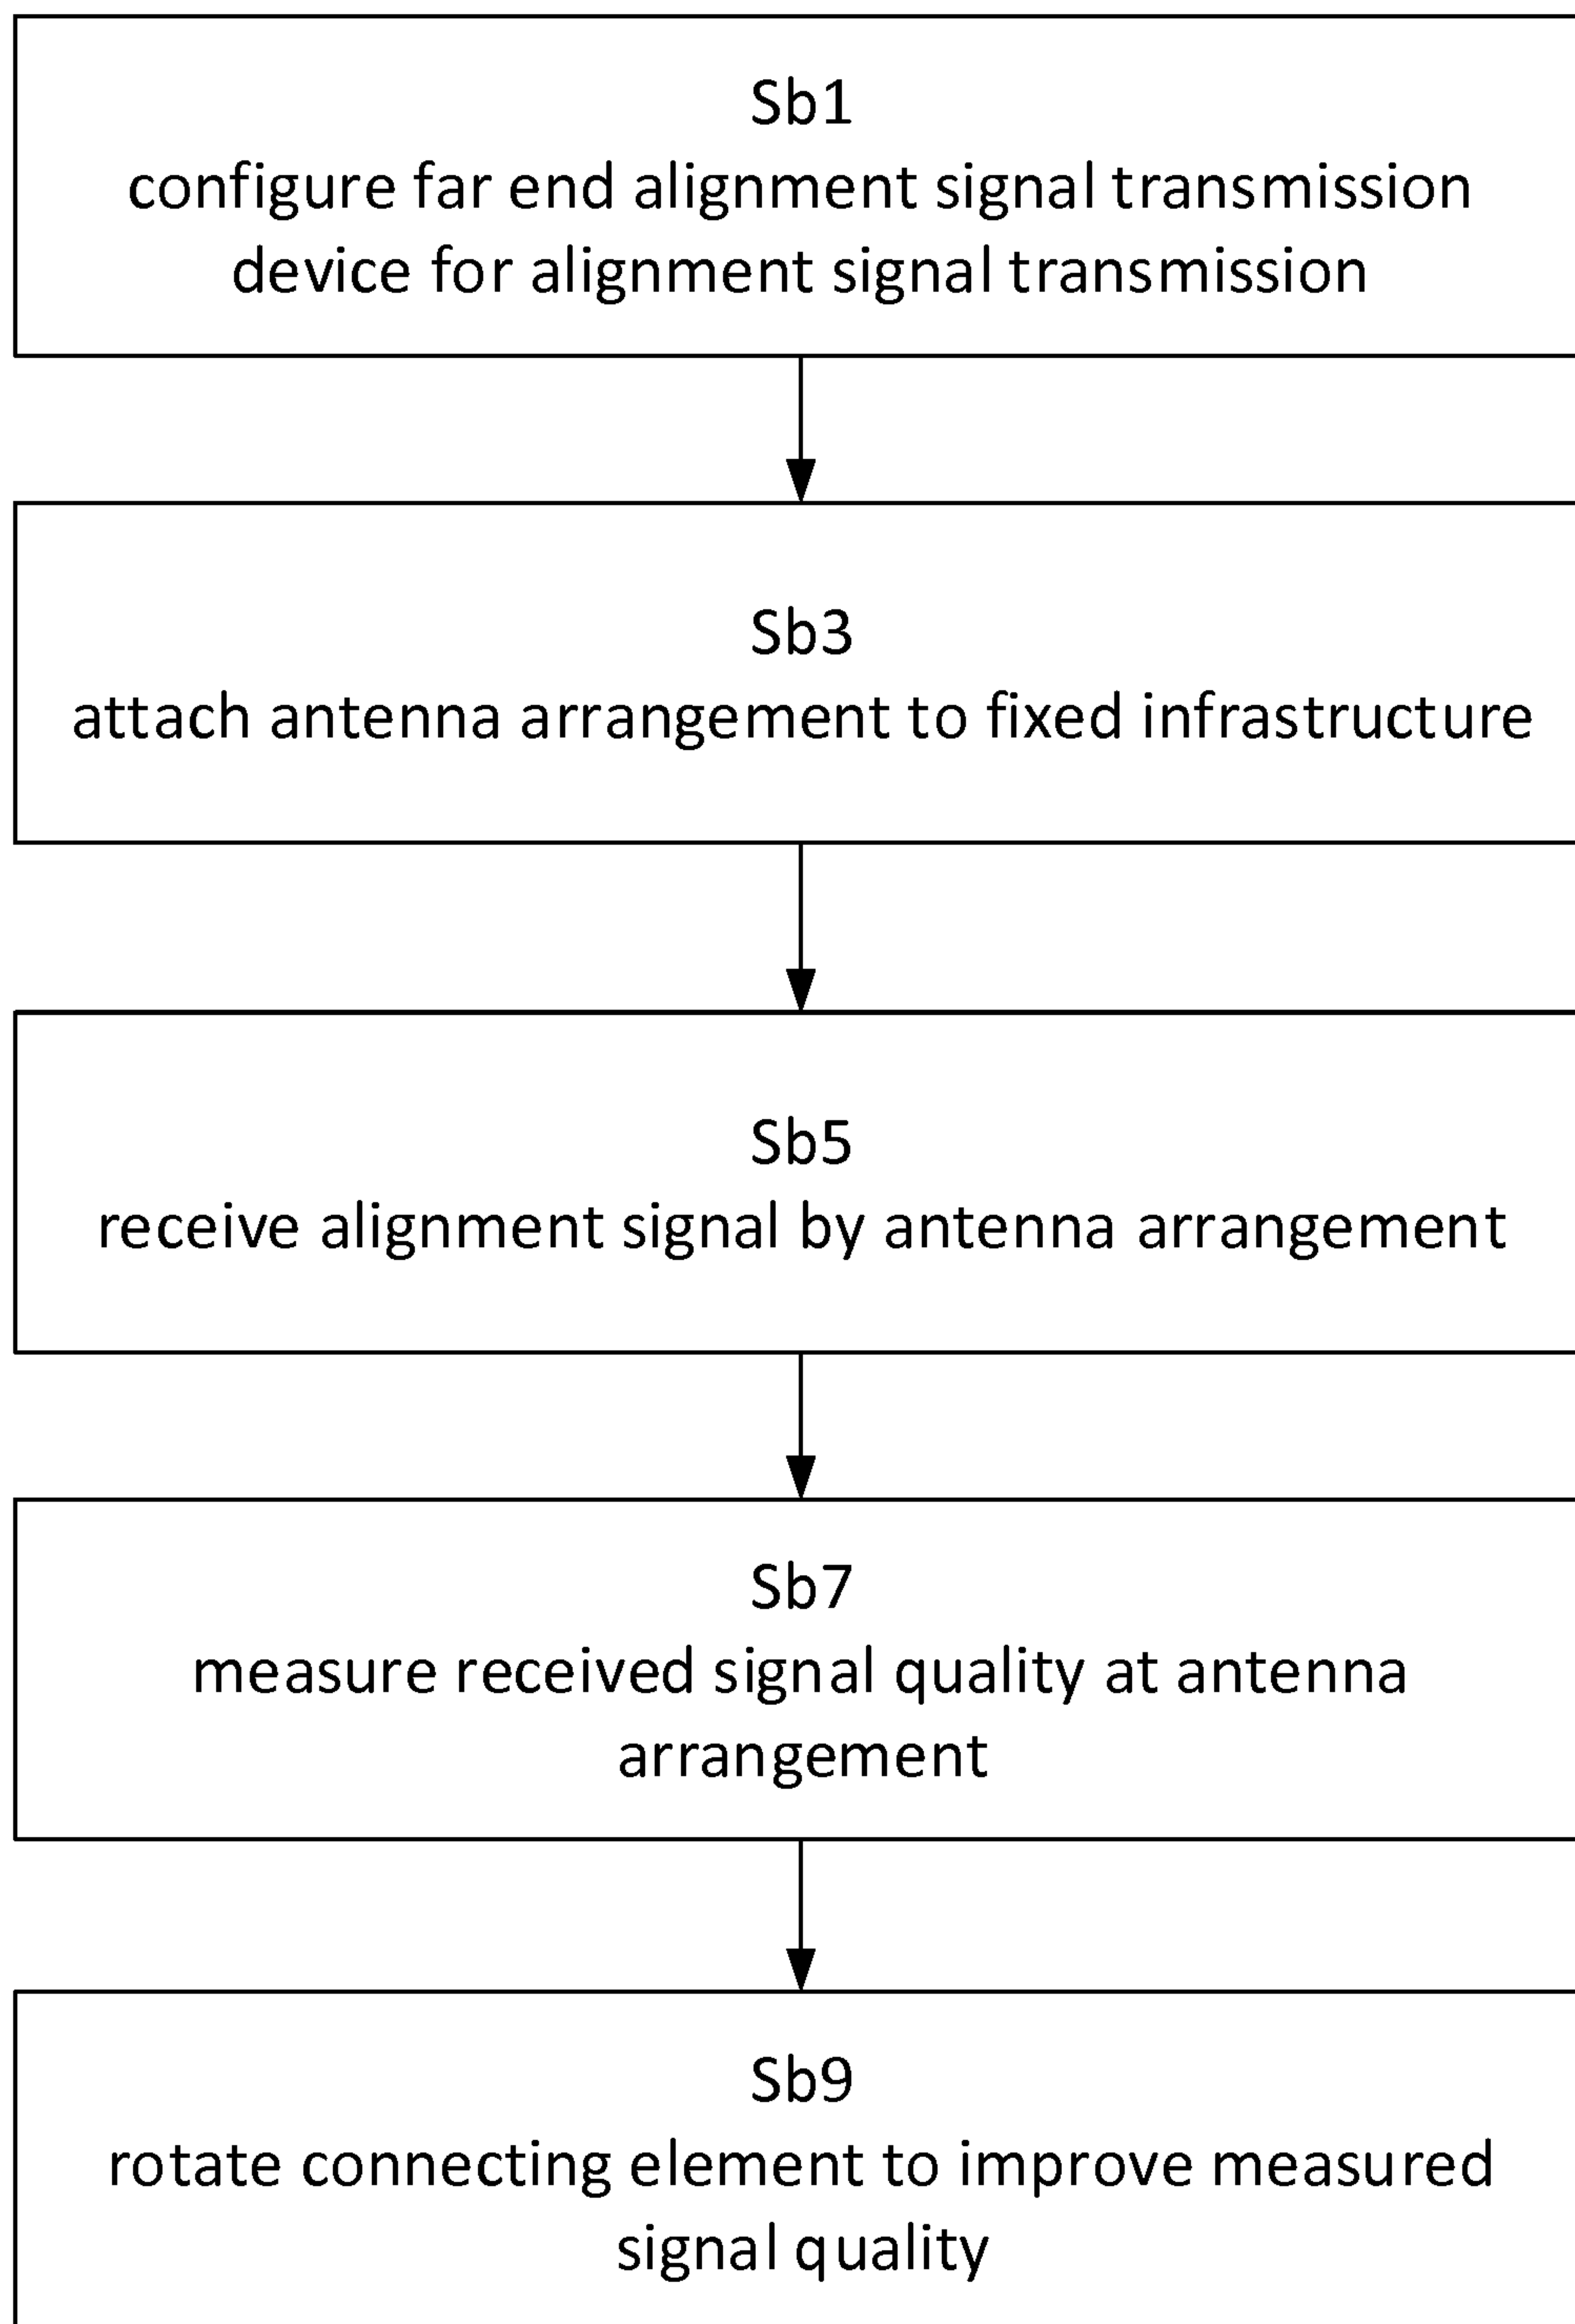 Sb1
configure far end alignment signal transmission
device for alignment signal transmission
Sb3
attach antenna arrangement to fixed infrastructure
Sb5
receive alignment signal by antenna arrangement
Sb7
measure received signal quality at antenna
arrangement
Sb9
rotate connecting element to improve measured
signal quality